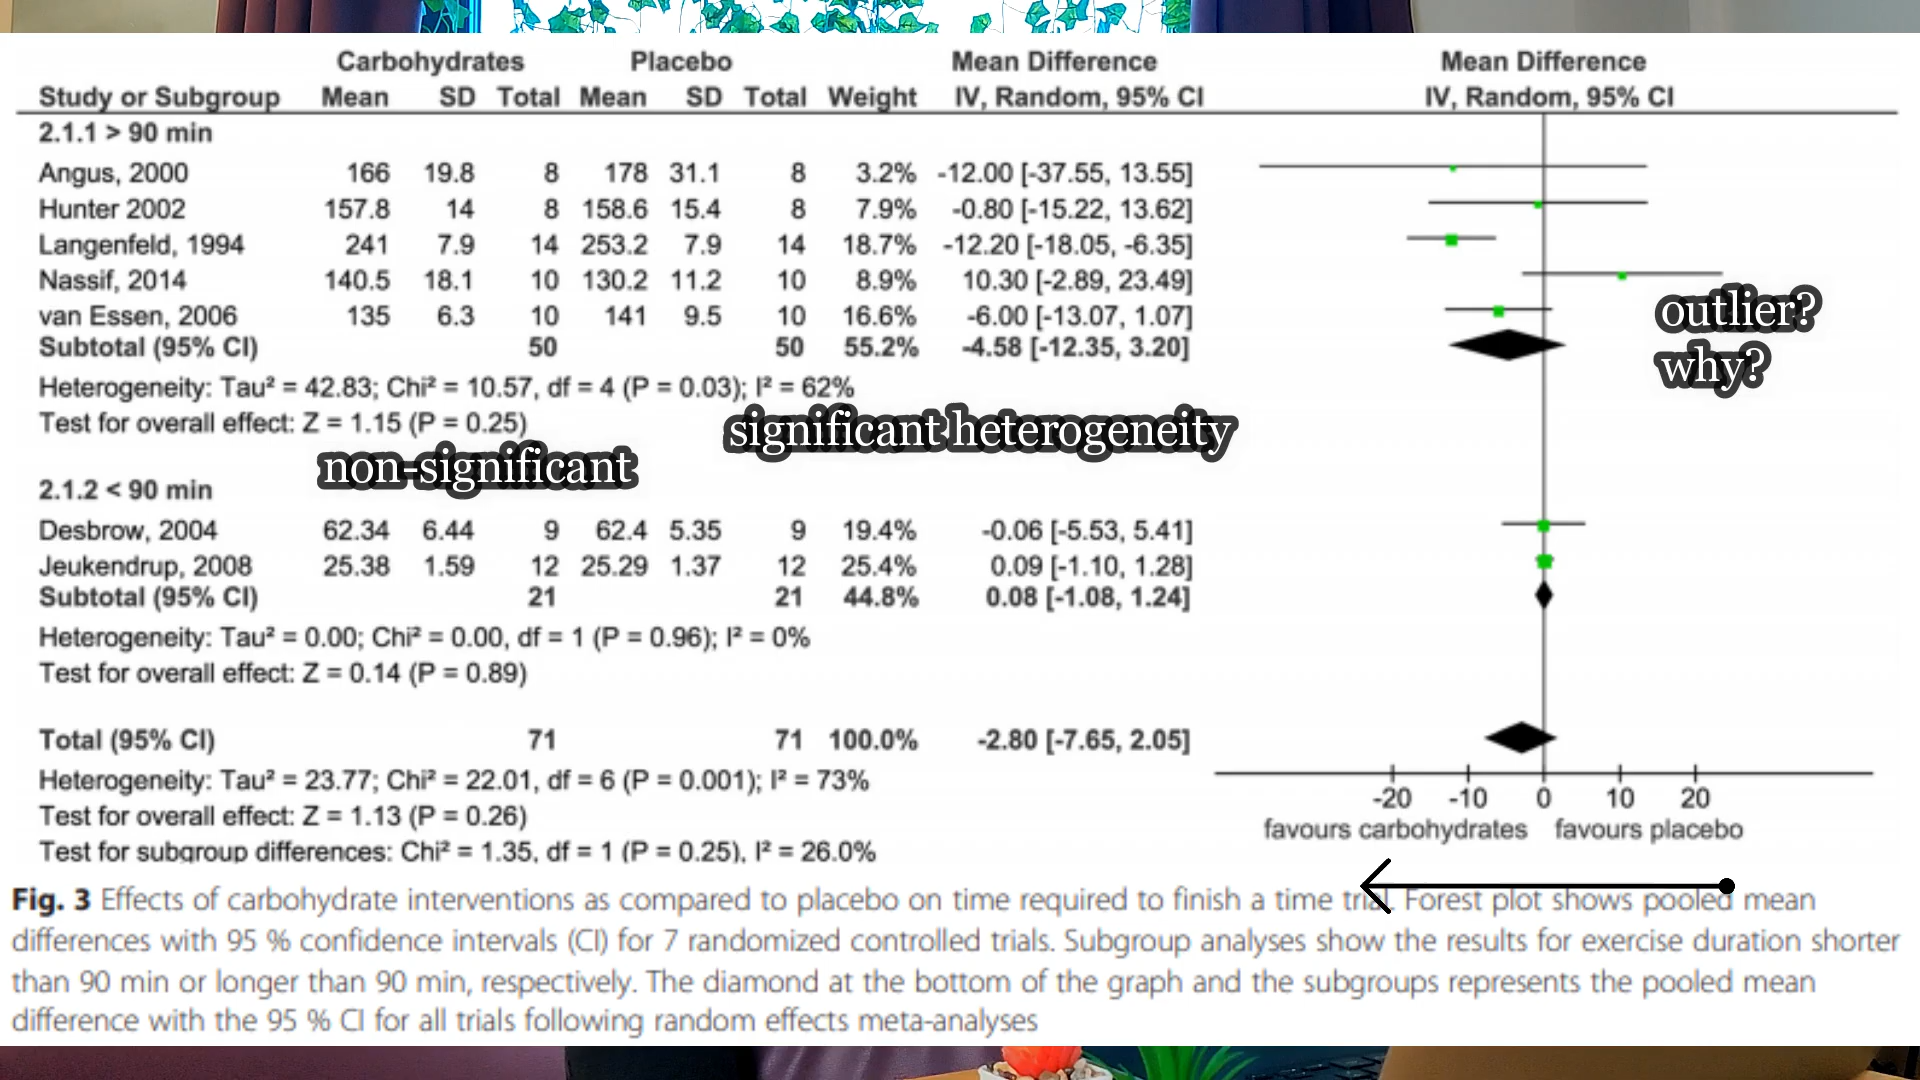 Carbohydrates Placebo Mean Difference Mean Difference
Study or Subgroup Mean SD Total Mean SD Total Weight IV, Random, 95% CI IV, Random, 95% CI
2.1.1 > 90 min
Angus, 2000 166 19.8 8 178 31.1 8 3.2% -12.00 [-37.55, 13.55]
Hunter 2002 157.8 14 8 158.6 15.4 8 7.9% -0.80 [-15.22, 13.62]
Langenfeld, 1994 241 7.9 14 253.2 7.9 14 18.7% -12.20 [-18.05, -6.35]
Nassif, 2014 140.5 18.1 10 130.2 11.2 10 8.9% 10.30 [-2.89, 23.49]
van Essen, 2006 135 6.3 10 141 9.5 10 16.6% -6.00 [-13.07, 1.07]
outlier?
Subtotal (95% CI) 50 50 55.2% -4.58 [-12.35, 3.20]
why?
Heterogeneity: Tau² = 42.83; Chi² = 10.57, df = 4 (P = 0.03); I² = 62%
Test for overall effect: Z = 1.15 (P = 0.25)
significant heterogeneity
non-significant
2.1.2 < 90 min
Desbrow, 2004 62.34 6.44 9 62.4 5.35 9 19.4% -0.06 [-5.53, 5.41]
Jeukendrup, 2008 25.38 1.59 12 25.29 1.37 12 25.4% 0.09 [-1.10, 1.28]
Subtotal (95% CI) 21 21 44.8% 0.08 [-1.08, 1.24]
Heterogeneity: Tau² = 0.00; Chi² = 0.00, df = 1 (P = 0.96); I² = 0%
Test for overall effect: Z = 0.14 (P = 0.89)
Total (95% CI) 71 71 100.0% -2.80 [-7.65, 2.05]
Heterogeneity: Tau² = 23.77; Chi² = 22.01, df = 6 (P = 0.001); I² = 73%
-20 -10 0 10 20
Test for overall effect: Z = 1.13 (P = 0.26)
favours carbohydrates favours placebo
Test for subgroup differences: Chi² = 1.35, df = 1 (P = 0.25), I² = 26.0%
Fig. 3 Effects of carbohydrate interventions as compared to placebo on time required to finish a time trial. Forest plot shows pooled mean
differences with 95 % confidence intervals (CI) for 7 randomized controlled trials. Subgroup analyses show the results for exercise duration shorter
than 90 min or longer than 90 min, respectively. The diamond at the bottom of the graph and the subgroups represents the pooled mean
difference with the 95 % CI for all trials following random effects meta-analyses